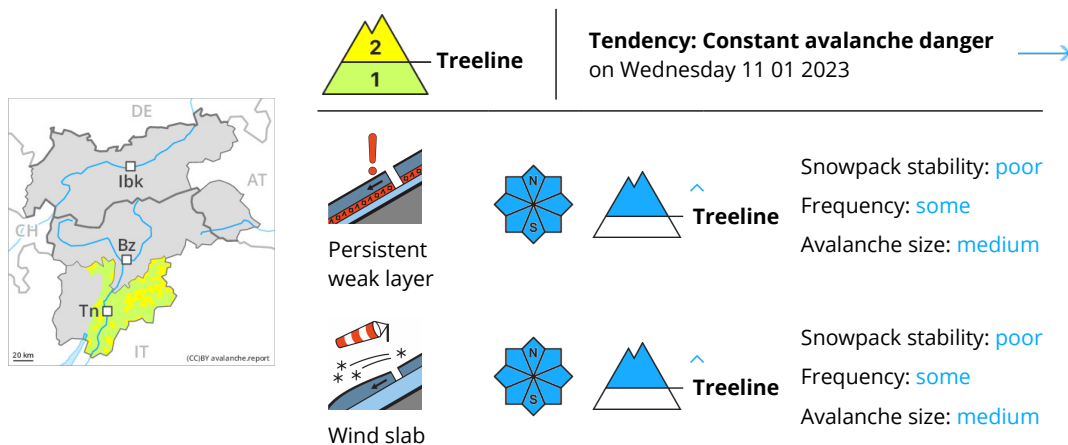 2
1
Treeline
Tendency: Constant avalanche danger
on Wednesday 11 01 2023
DE
AT
CH
IT
Ibk
Bz
Tn
20 km
(CC)BY avalanche.report
Persistent
weak layer
N
S
Treeline
Snowpack stability: poor
Frequency: some
Avalanche size: medium
Wind slab
N
S
Treeline
Snowpack stability: poor
Frequency: some
Avalanche size: medium